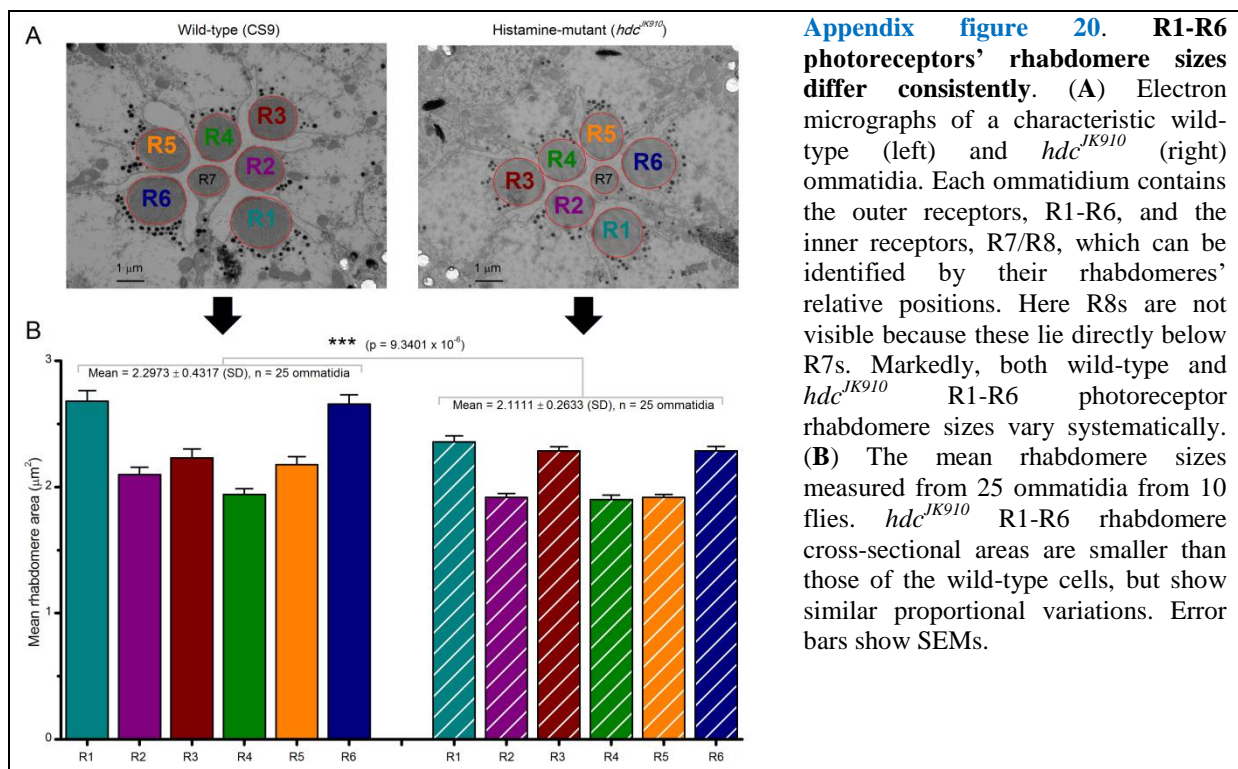 A
Wild-type (CS9)
Histamine-mutant (hdc^JK910)
R3
R4
R5
R2
R7
R6
R1
1 μm
R5
R4
R6
R3
R7
R2
R1
1 μm
B
*** (p = 9.3401 x 10^-6)
Mean = 2.2973 ± 0.4317 (SD), n = 25 ommatidia
Mean = 2.1111 ± 0.2633 (SD), n = 25 ommatidia
Mean rhabdomere area (μm²)
3
2
1
0
R1 R2 R3 R4 R5 R6 R1 R2 R3 R4 R5 R6
Appendix figure 20. R1-R6
photoreceptors' rhabdomere sizes
differ consistently. (A) Electron
micrographs of a characteristic wild-
type (left) and hdc^JK910 (right)
ommatidia. Each ommatidium contains
the outer receptors, R1-R6, and the
inner receptors, R7/R8, which can be
identified by their rhabdomeres'
relative positions. Here R8s are not
visible because these lie directly below
R7s. Markedly, both wild-type and
hdc^JK910 R1-R6 photoreceptor
rhabdomere sizes vary systematically.
(B) The mean rhabdomere sizes
measured from 25 ommatidia from 10
flies. hdc^JK910 R1-R6 rhabdomere
cross-sectional areas are smaller than
those of the wild-type cells, but show
similar proportional variations. Error
bars show SEMs.